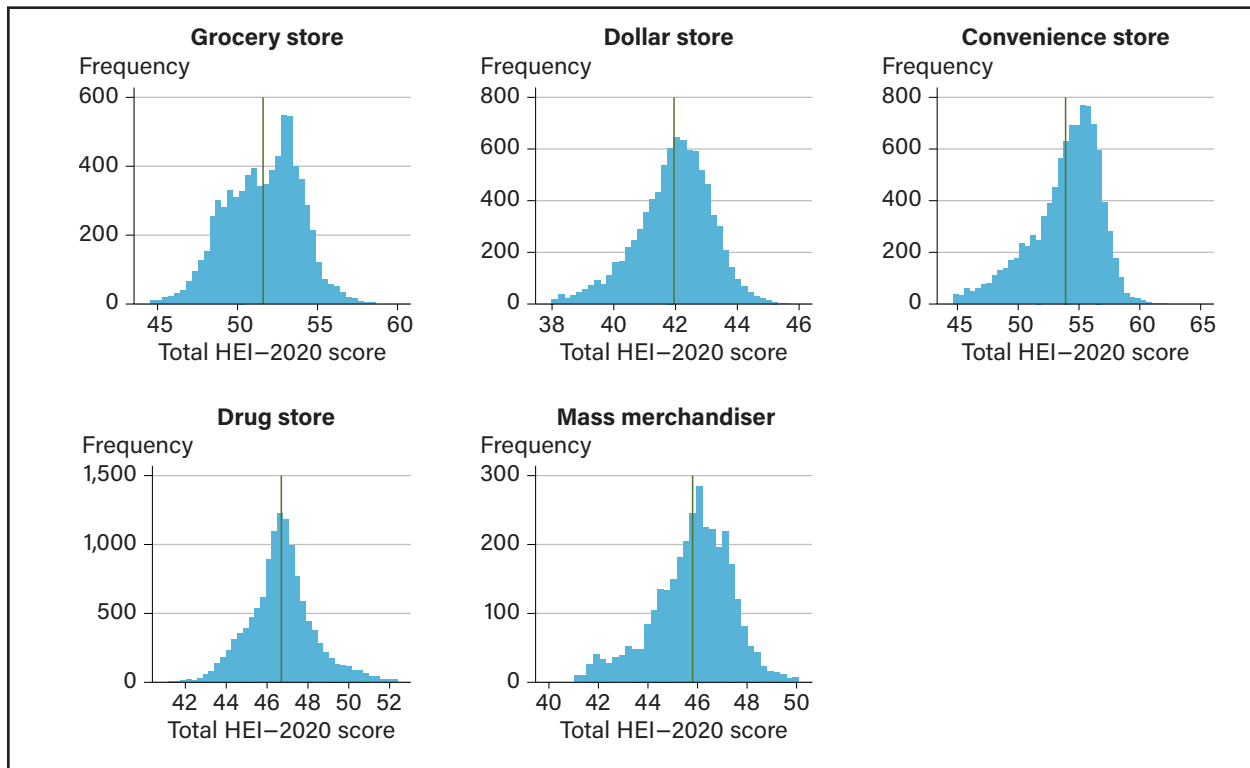 Grocery store
Frequency
600
400
200
0
45 50 55 60
Total HEI–2020 score
Dollar store
Frequency
800
600
400
200
0
38 40 42 44 46
Total HEI–2020 score
Convenience store
Frequency
800
600
400
200
0
45 50 55 60 65
Total HEI–2020 score
Drug store
Frequency
1,500
1,000
500
0
42 44 46 48 50 52
Total HEI–2020 score
Mass merchandiser
Frequency
300
200
100
0
40 42 44 46 48 50
Total HEI–2020 score